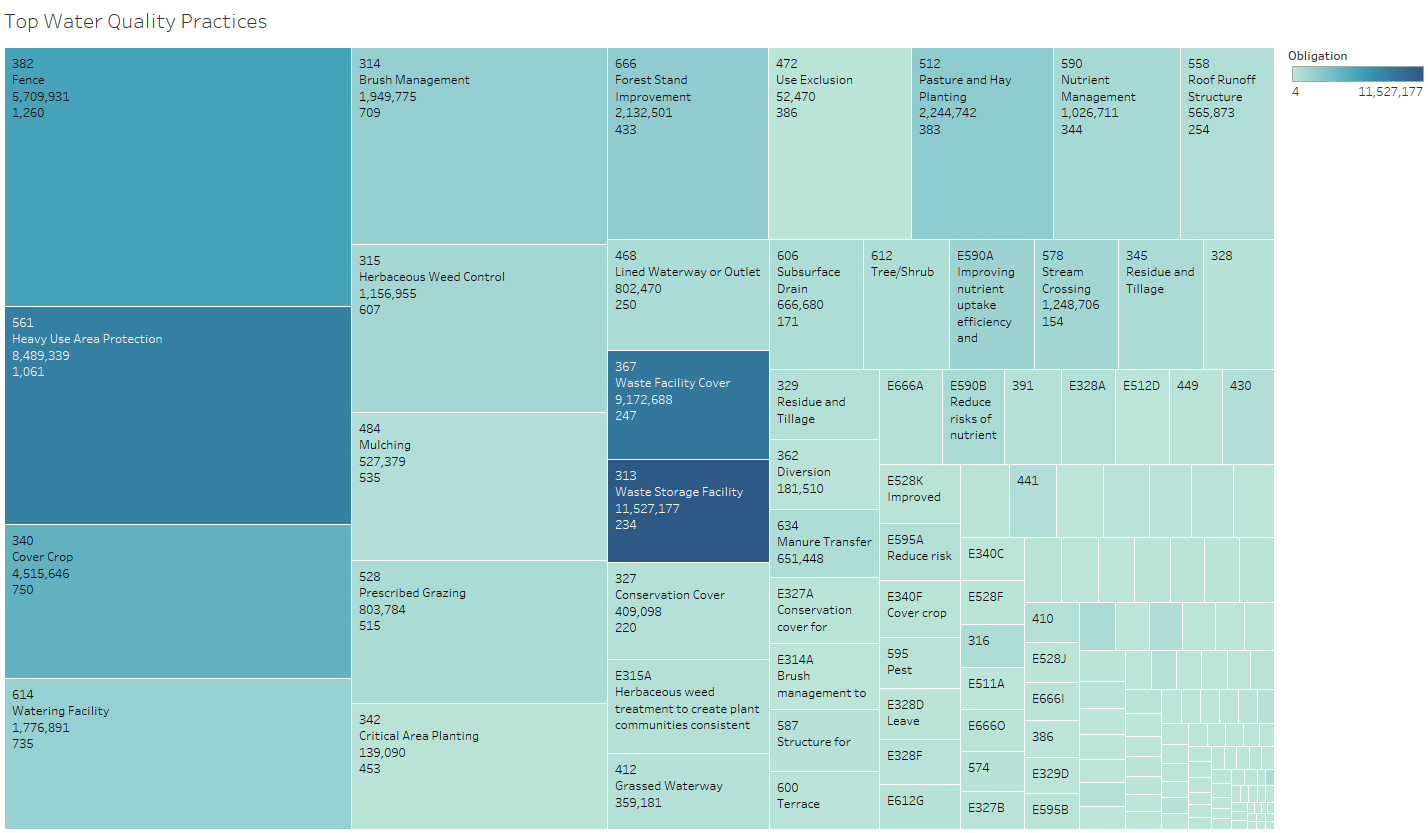 Top Water Quality Practices
382
Fence
5,709,931
1,260
561
Heavy Use Area Protection
8,489,339
1,061
340
Cover Crop
4,515,646
750
614
Watering Facility
1,776,891
735
314
Brush Management
1,949,775
709
315
Herbaceous Weed Control
1,156,955
607
484
Mulching
527,379
535
528
Prescribed Grazing
803,784
515
342
Critical Area Planting
139,090
453
666
Forest Stand
Improvement
2,132,501
433
472
Use Exclusion
52,470
386
512
Pasture and Hay
Planting
2,244,742
383
590
Nutrient
Management
1,026,711
344
558
Roof Runoff
Structure
565,873
254
468
Lined Waterway or Outlet
802,470
250
367
Waste Facility Cover
9,172,688
247
313
Waste Storage Facility
11,527,177
234
327
Conservation Cover
409,098
220
E315A
Herbaceous weed
treatment to create plant
communities consistent
412
Grassed Waterway
359,181
606
Subsurface
Drain
666,680
171
612
Tree/Shrub
E590A
Improving
nutrient
uptake
efficiency
and
578
Stream
Crossing
1,248,706
154
345
Residue and
Tillage
328
329
Residue and
Tillage
362
Diversion
181,510
634
Manure Transfer
651,448
E327A
Conservation
cover for
E314A
Brush
management to
587
Structure for
600
Terrace
E666A
E590B
Reduce
risks of
nutrient
391
E328A
E512D
449
430
E528K
Improved
E595A
Reduce risk
E340F
Cover crop
595
Pest
E328D
Leave
E328F
E612G
441
E340C
E528F
316
E511A
E666O
574
E327B
410
E528J
E666I
386
E329D
E595B
Obligation
4
11,527,177